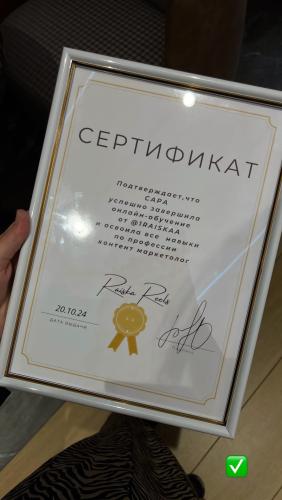 СЕРТИФИКАТ
Подтверждает,что
САРА
успешно завершила
онлайн-обучение
от @IRAISKAA
и освоила все навыки
по профессии
контент маркетолог
Raiska Reels
20.10.24
ДАТА ВЫДАЧИ